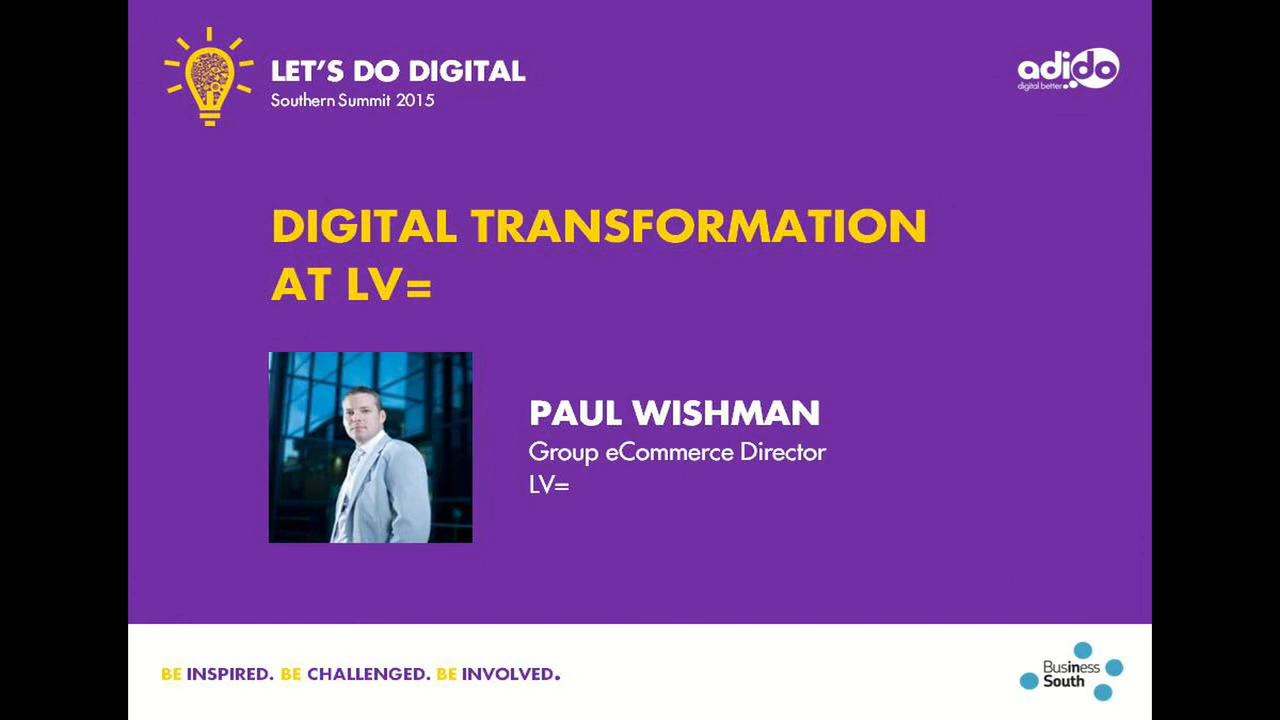 LET'S DO DIGITAL
Southern Summit 2015
adido
digital better
DIGITAL TRANSFORMATION
AT LV=
PAUL WISHMAN
Group eCommerce Director
LV=
BE INSPIRED. BE CHALLENGED. BE INVOLVED.
Business
South